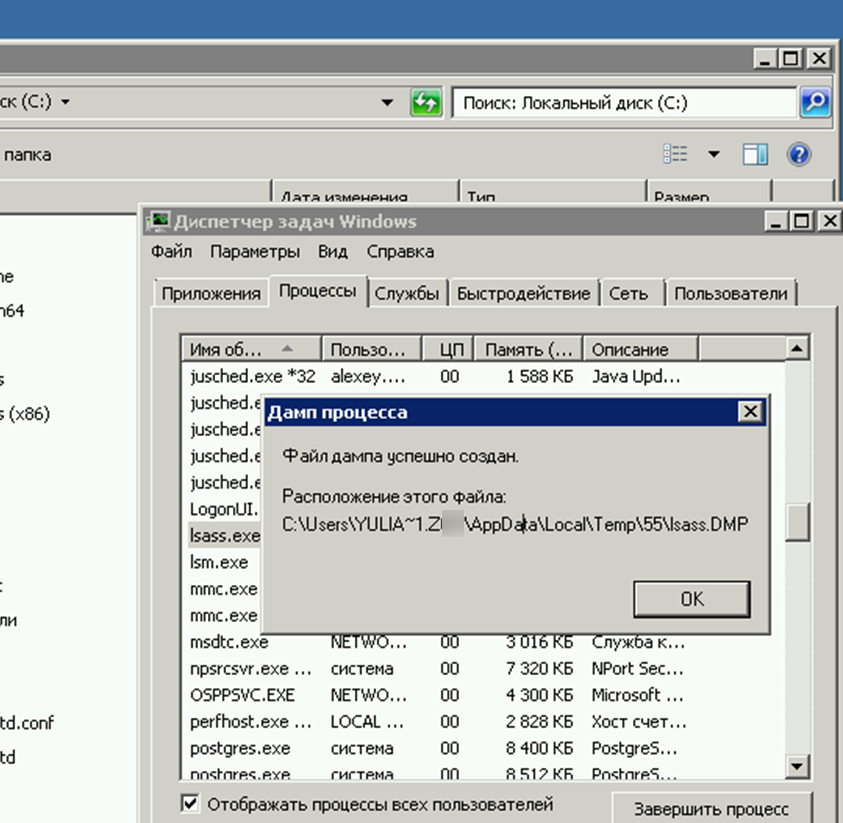 ск (C:)
Поиск: Локальный диск (C:)
папка
Дата изменения Тип Размер
Диспетчер задач Windows
Файл Параметры Вид Справка
Приложения Процессы Службы Быстродействие Сеть Пользователи
Имя об... Пользо... ЦП Память (... Описание
jusched.exe *32 alexey.... 00 1 588 КБ Java Upd...
jusched.e
jusched.e
jusched.e
jusched.e
LogonUI.
lsass.exe
lsm.exe
mmc.exe
mmc.exe
Дамп процесса
Файл дампа успешно создан.
Расположение этого файла:
C:\Users\YULIA~1.Z \AppData\Local\Temp\55\lsass.DMP
OK
msdtc.exe NETWO... 00 3 016 КБ Служба к...
npsrcsvr.exe ... система 00 7 320 КБ NPort Sec...
OSPPSVC.EXE NETWO... 00 4 300 КБ Microsoft ...
perfhost.exe ... LOCAL ... 00 2 828 КБ Хост счет...
postgres.exe система 00 8 400 КБ PostgreS...
postgres.exe система 00 8 512 КБ PostgreS...
Отображать процессы всех пользователей
Завершить процесс
ne
n64
s
s (x86)
ли
td.conf
td